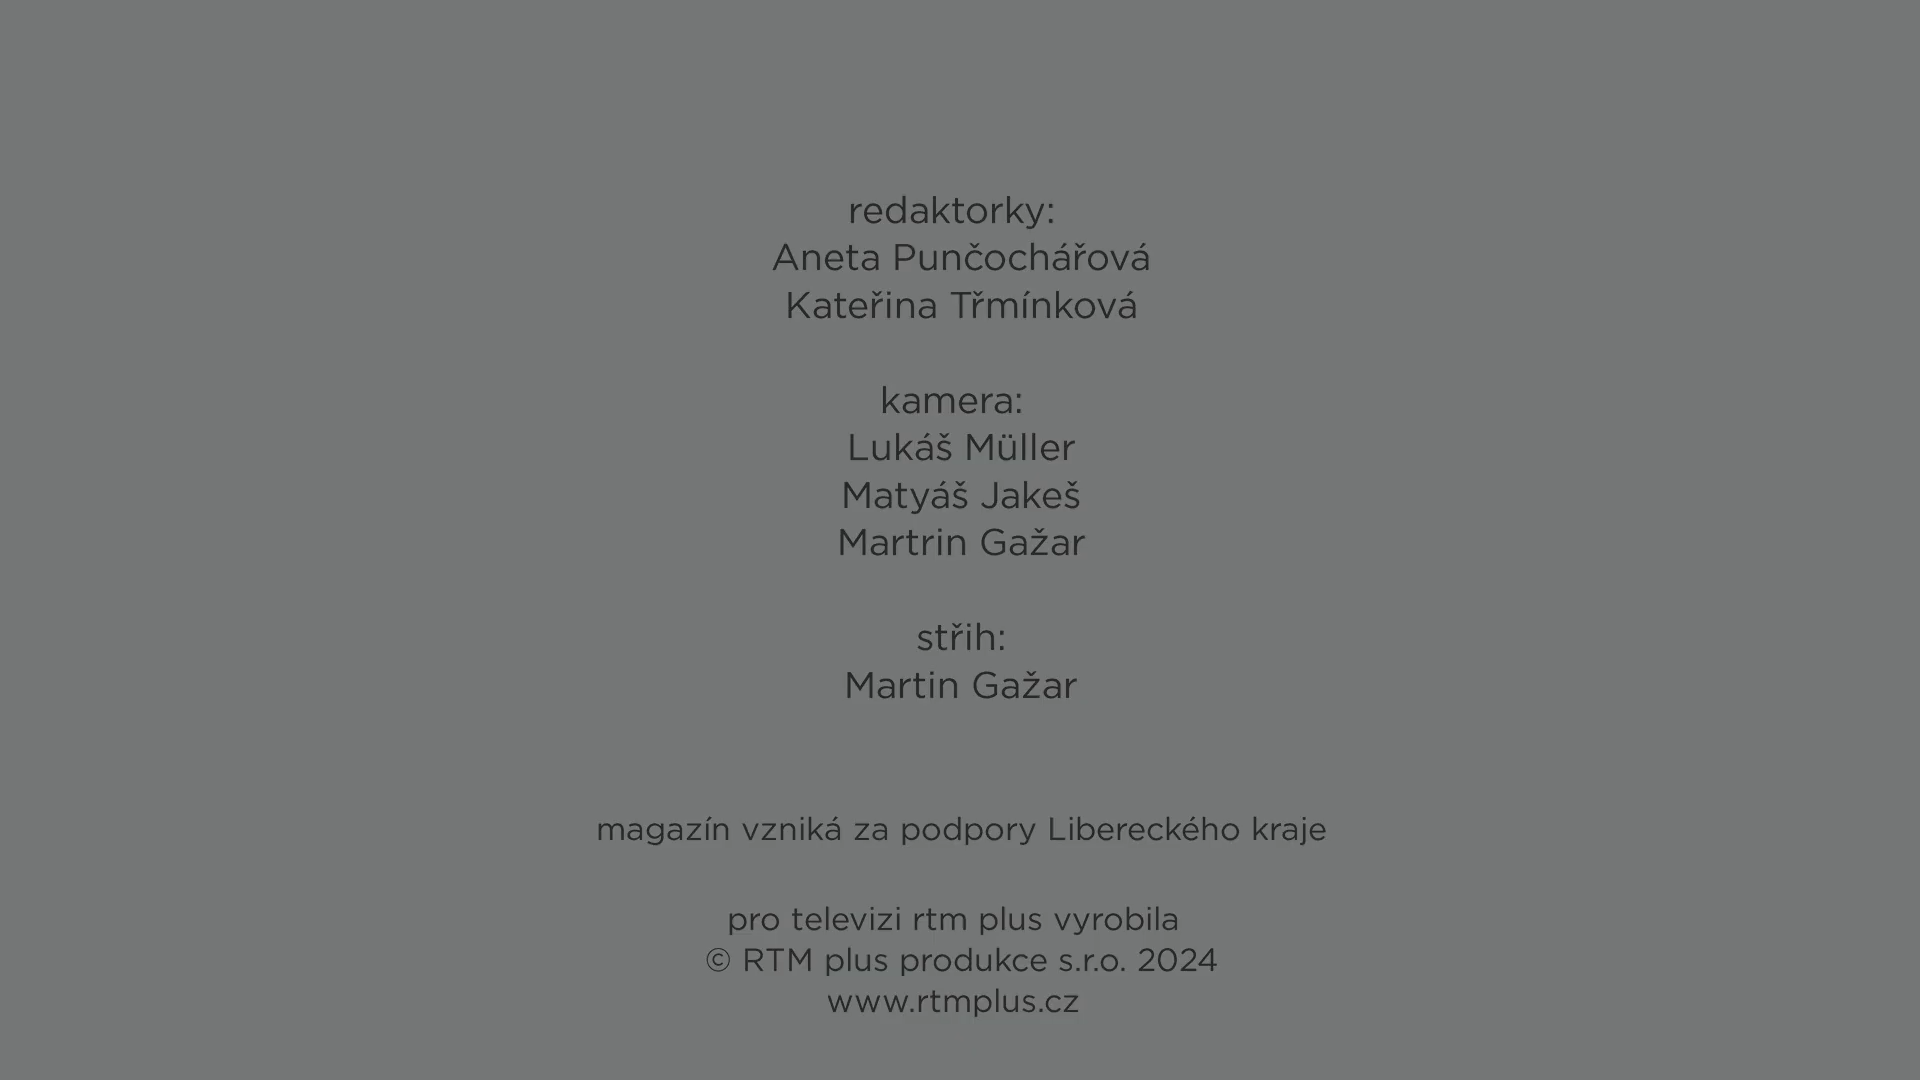 redaktorky:
Aneta Punčochářová
Kateřina Třmínková
kamera:
Lukáš Müller
Matyáš Jakeš
Martrin Gažar
střih:
Martin Gažar
magazín vzniká za podpory Libereckého kraje
pro televizi rtm plus vyrobila
© RTM plus produkce s.r.o. 2024
www.rtmplus.cz